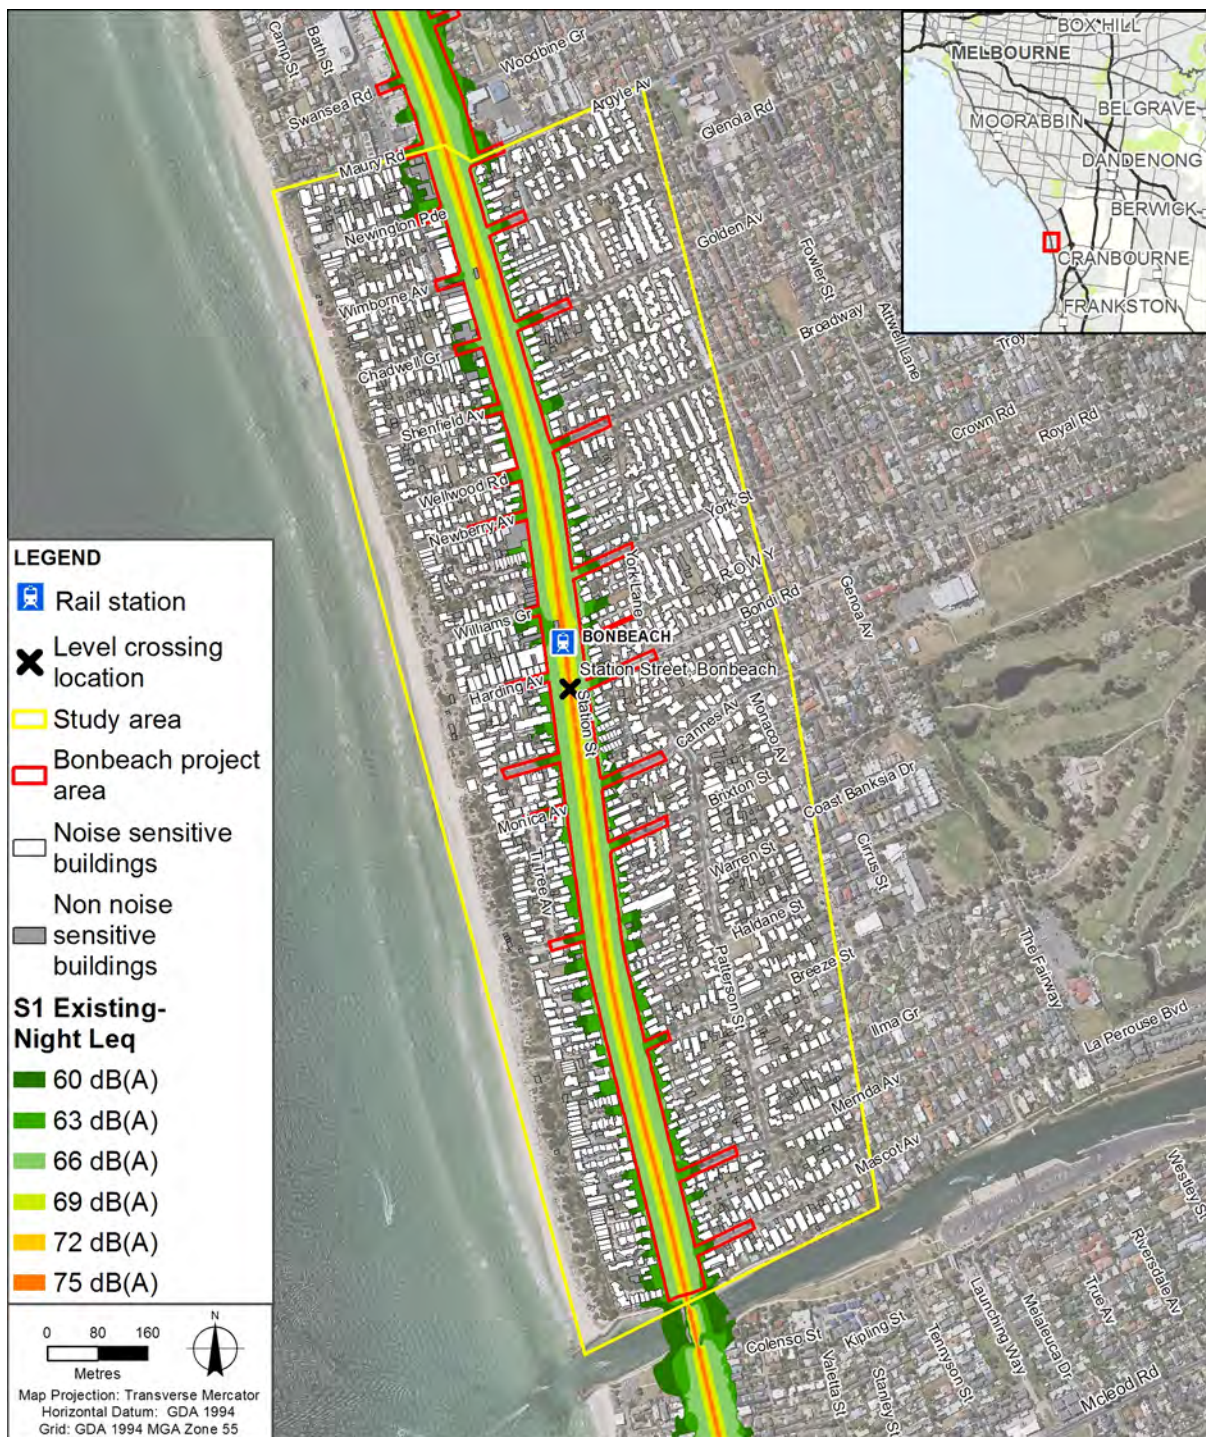 Camp St
Bath St
Woodbine Gr
Swansea Rd
Argyle Av
Glenola Rd
Maury Rd
Newington Pde
Golden Av
Fowler St
Wimborne Av
Broadway
Attwell Lane
Troy
Chadwell Gr
Crown Rd
Royal Rd
Shenfield Av
Wellwood Rd
York St
Newberry Av
York Lane
R O W Y
Bondi Rd
Genoa Av
Williams Gr
BONBEACH
Station Street, Bonbeach
Harding Av
Station St
Cannes Av
Monaco Av
Brixton St
Coast Banksia Dr
Monica Av
Ti Tree Av
Warren St
Cirrus St
Haldane St
Patterson St
Breeze St
The Fairway
Ilma Gr
La Perouse Bvd
Mernda Av
Mascot Av
Westley St
Riversdale Av
True Av
Melaleuca Dr
Launching Way
Colenso St
Kipling St
Tennyson St
Valetta St
Stanley St
Mcleod Rd
BOX HILL
MELBOURNE
BELGRAVE
MOORABBIN
DANDENONG
BERWICK
CRANBOURNE
FRANKSTON
LEGEND
Rail station
Level crossing
location
Study area
Bonbeach project
area
Noise sensitive
buildings
Non noise
sensitive
buildings
S1 Existing-
Night Leq
60 dB(A)
63 dB(A)
66 dB(A)
69 dB(A)
72 dB(A)
75 dB(A)
0 80 160
Metres
N
Map Projection: Transverse Mercator
Horizontal Datum: GDA 1994
Grid: GDA 1994 MGA Zone 55